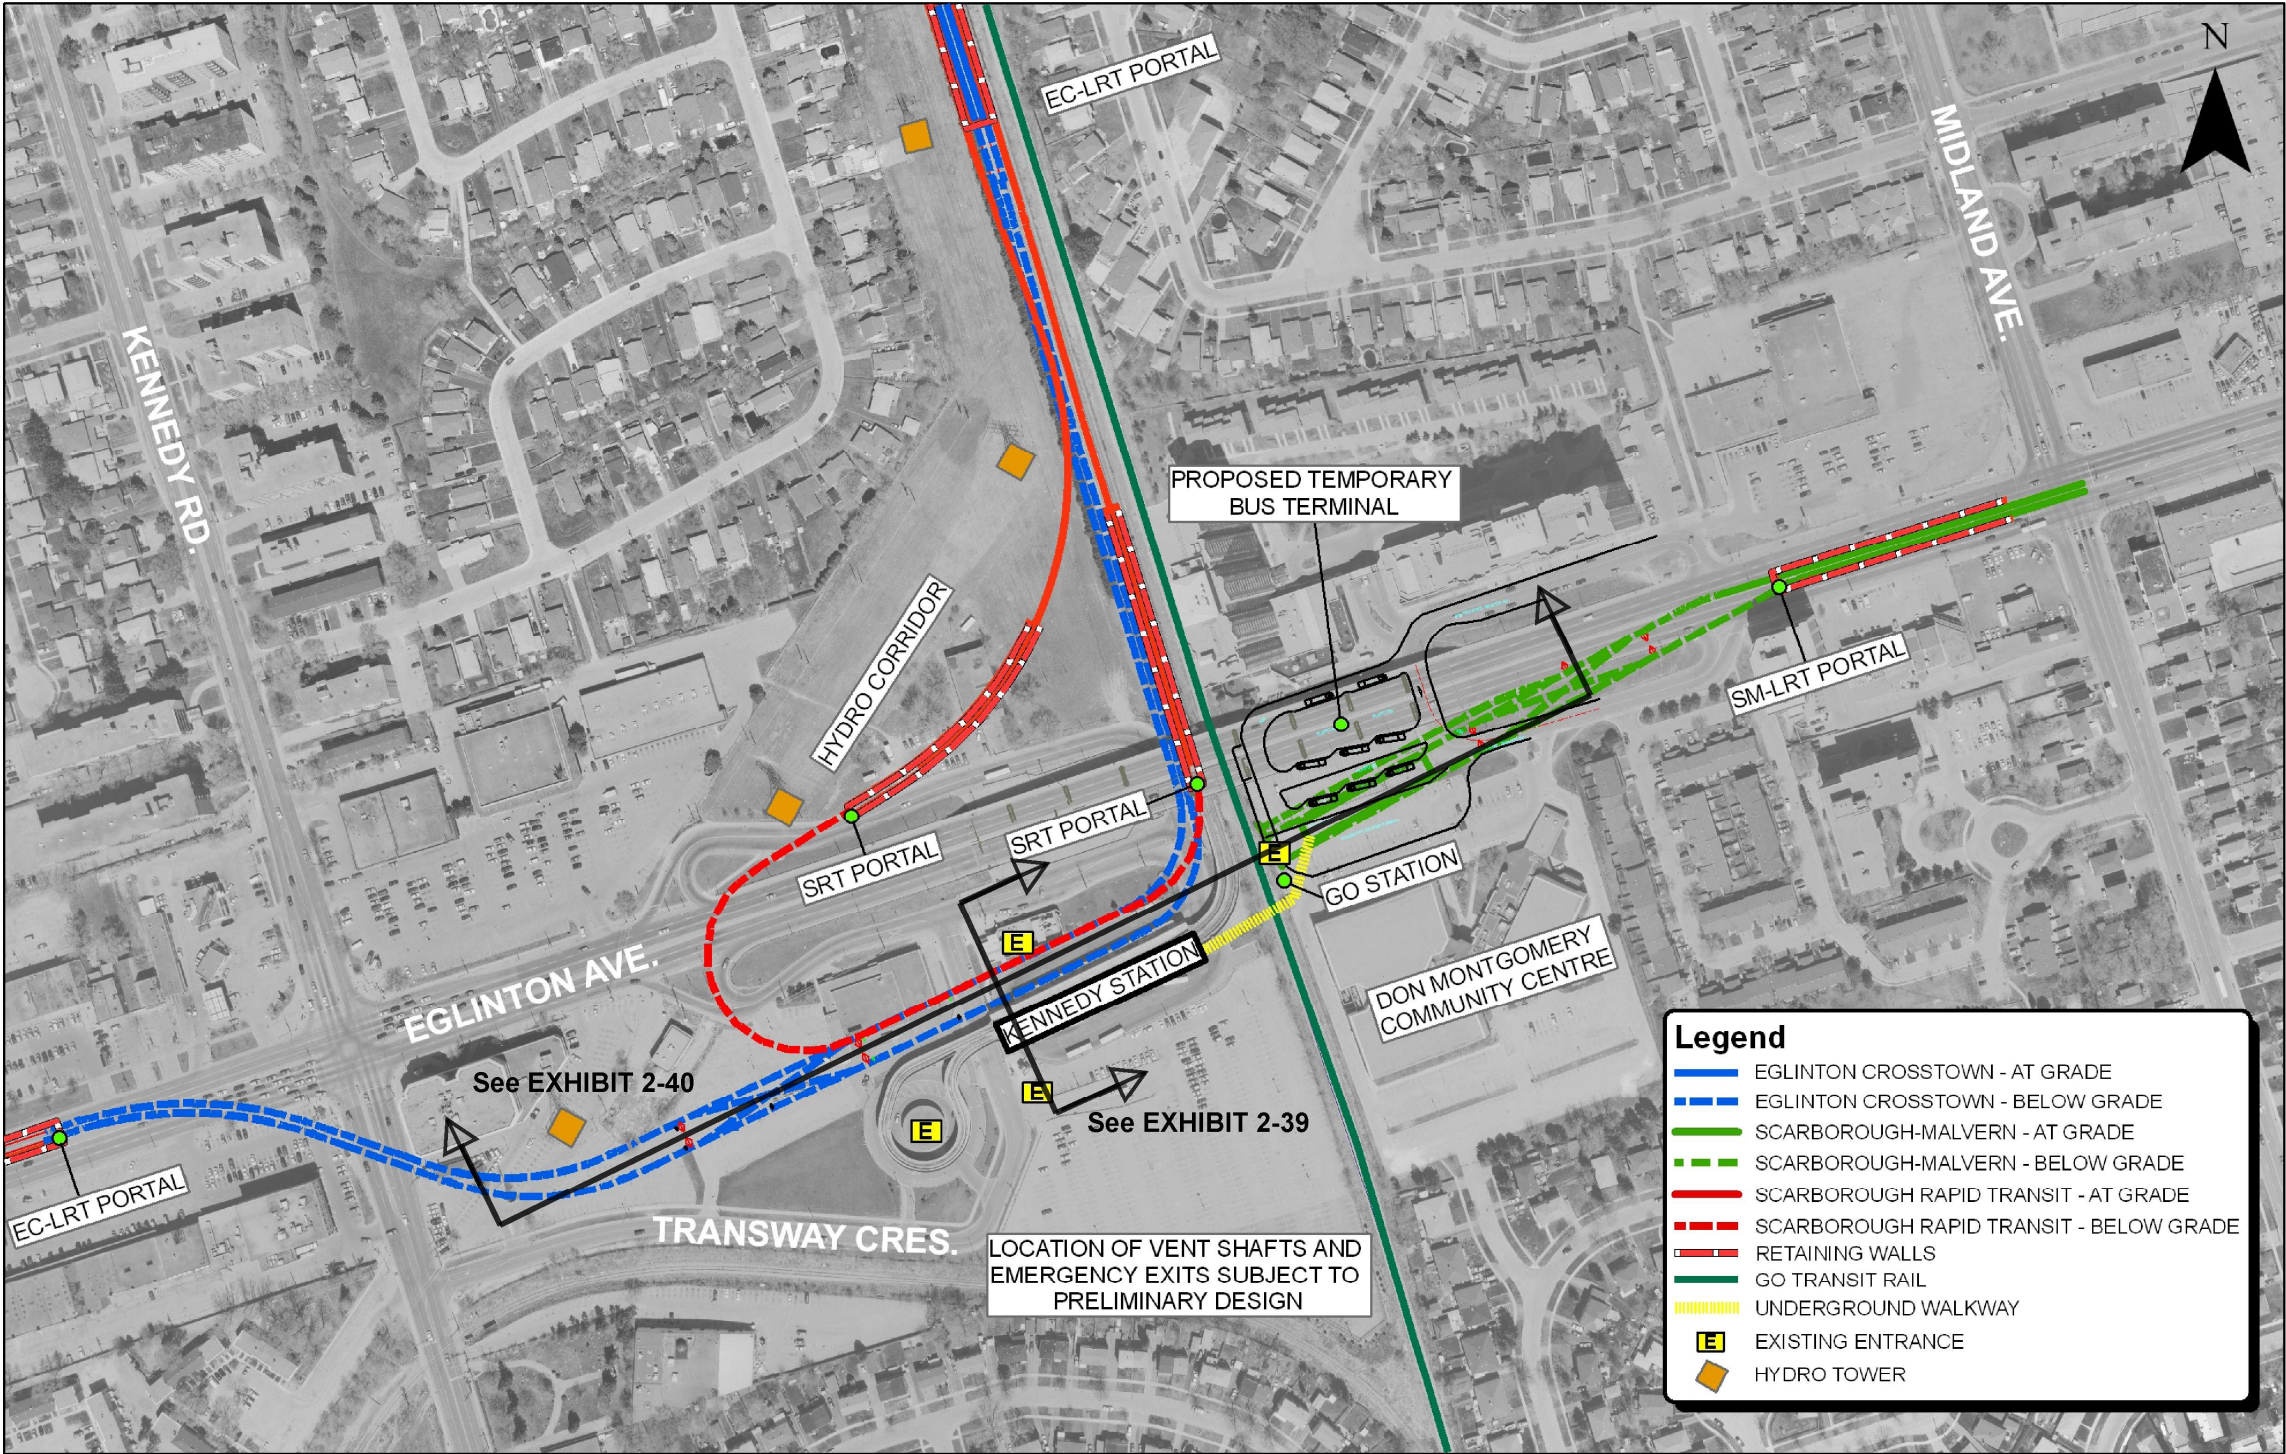 N
EC-LRT PORTAL
MIDLAND AVE.
KENNEDY RD.
PROPOSED TEMPORARY
BUS TERMINAL
HYDRO CORRIDOR
SM-LRT PORTAL
SRT PORTAL
SRT PORTAL
E
GO STATION
E
KENNEDY STATION
DON MONTGOMERY
COMMUNITY CENTRE
EGLINTON AVE.
See EXHIBIT 2-40
E
See EXHIBIT 2-39
E
EC-LRT PORTAL
TRANSWAY CRES.
LOCATION OF VENT SHAFTS AND
EMERGENCY EXITS SUBJECT TO
PRELIMINARY DESIGN
Legend
EGLINTON CROSSTOWN - AT GRADE
EGLINTON CROSSTOWN - BELOW GRADE
SCARBOROUGH-MALVERN - AT GRADE
SCARBOROUGH-MALVERN - BELOW GRADE
SCARBOROUGH RAPID TRANSIT - AT GRADE
SCARBOROUGH RAPID TRANSIT - BELOW GRADE
RETAINING WALLS
GO TRANSIT RAIL
UNDERGROUND WALKWAY
E EXISTING ENTRANCE
HYDRO TOWER